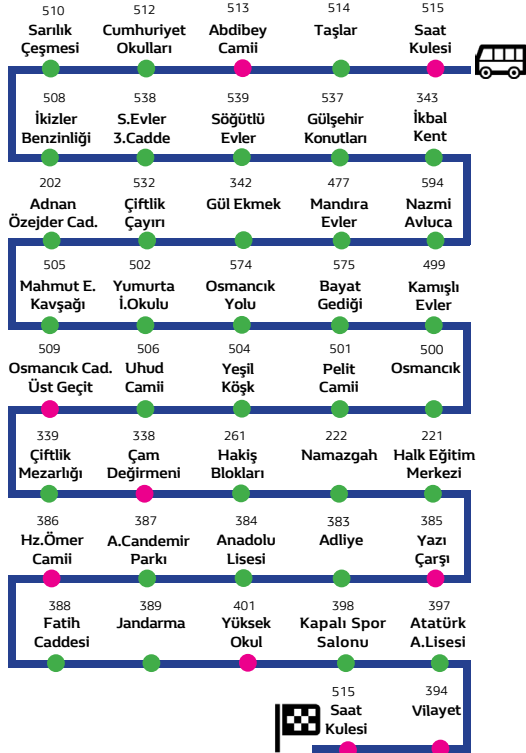 510 512 513 514 515
Sarılık Cumhuriyet Abdibey Taşlar Saat
Çeşmesi Okulları Camii Kulesi
508 538 539 537 343
İkizler S.Evler Söğütlü Gülşehir İkbal
Benzinliği 3.Cadde Evler Konutları Kent
202 532 342 477 594
Adnan Çiftlik Gül Ekmek Mandıra Nazmi
Özejder Cad. Çayırı Evler Avluca
505 502 574 575 499
Mahmut E. Yumurta Osmancık Bayat Kamışlı
Kavşağı İ.Okulu Yolu Gediği Evler
509 506 504 501 500
Osmancık Cad. Uhud Yeşil Pelit Osmancık
Üst Geçit Camii Köşk Camii
339 338 261 222 221
Çiftlik Çam Hakiş Namazgah Halk Eğitim
Mezarlığı Değirmeni Blokları Merkezi
386 387 384 383 385
Hz.Ömer A.Candemir Anadolu Adliye Yazı
Camii Parkı Lisesi Çarşı
388 389 401 398 397
Fatih Jandarma Yüksek Kapalı Spor Atatürk
Caddesi Okul Salonu A.Lisesi
515 394
Saat Vilayet
Kulesi